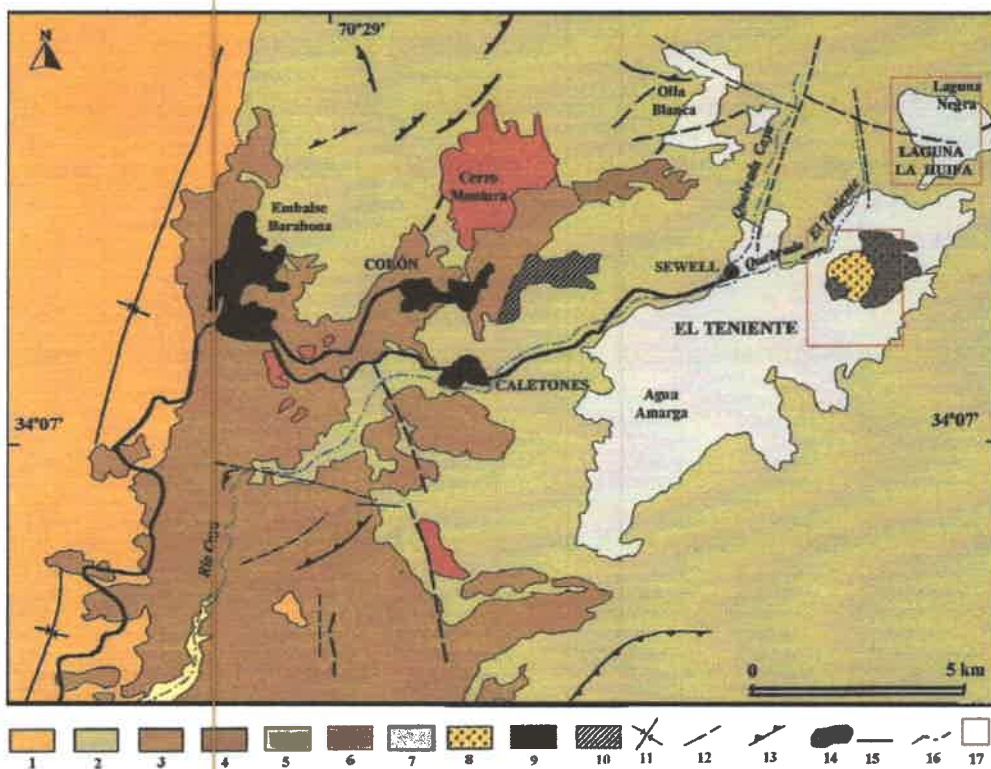 70°29'
N
Olla
Blanca
Laguna
Negra
LAGUNA
LA HUIFA
Quebrada Coya
Cerro
Montura
Embalse
Barahona
COLÓN
SEWELL
Quebrada El Teniente
EL TENIENTE
CALETONES
Agua
Amarga
34°07'
34°07'
Río Coya
0 5 km
1 2 3 4 5 6 7 8 9 10 11 12 13 14 15 16 17